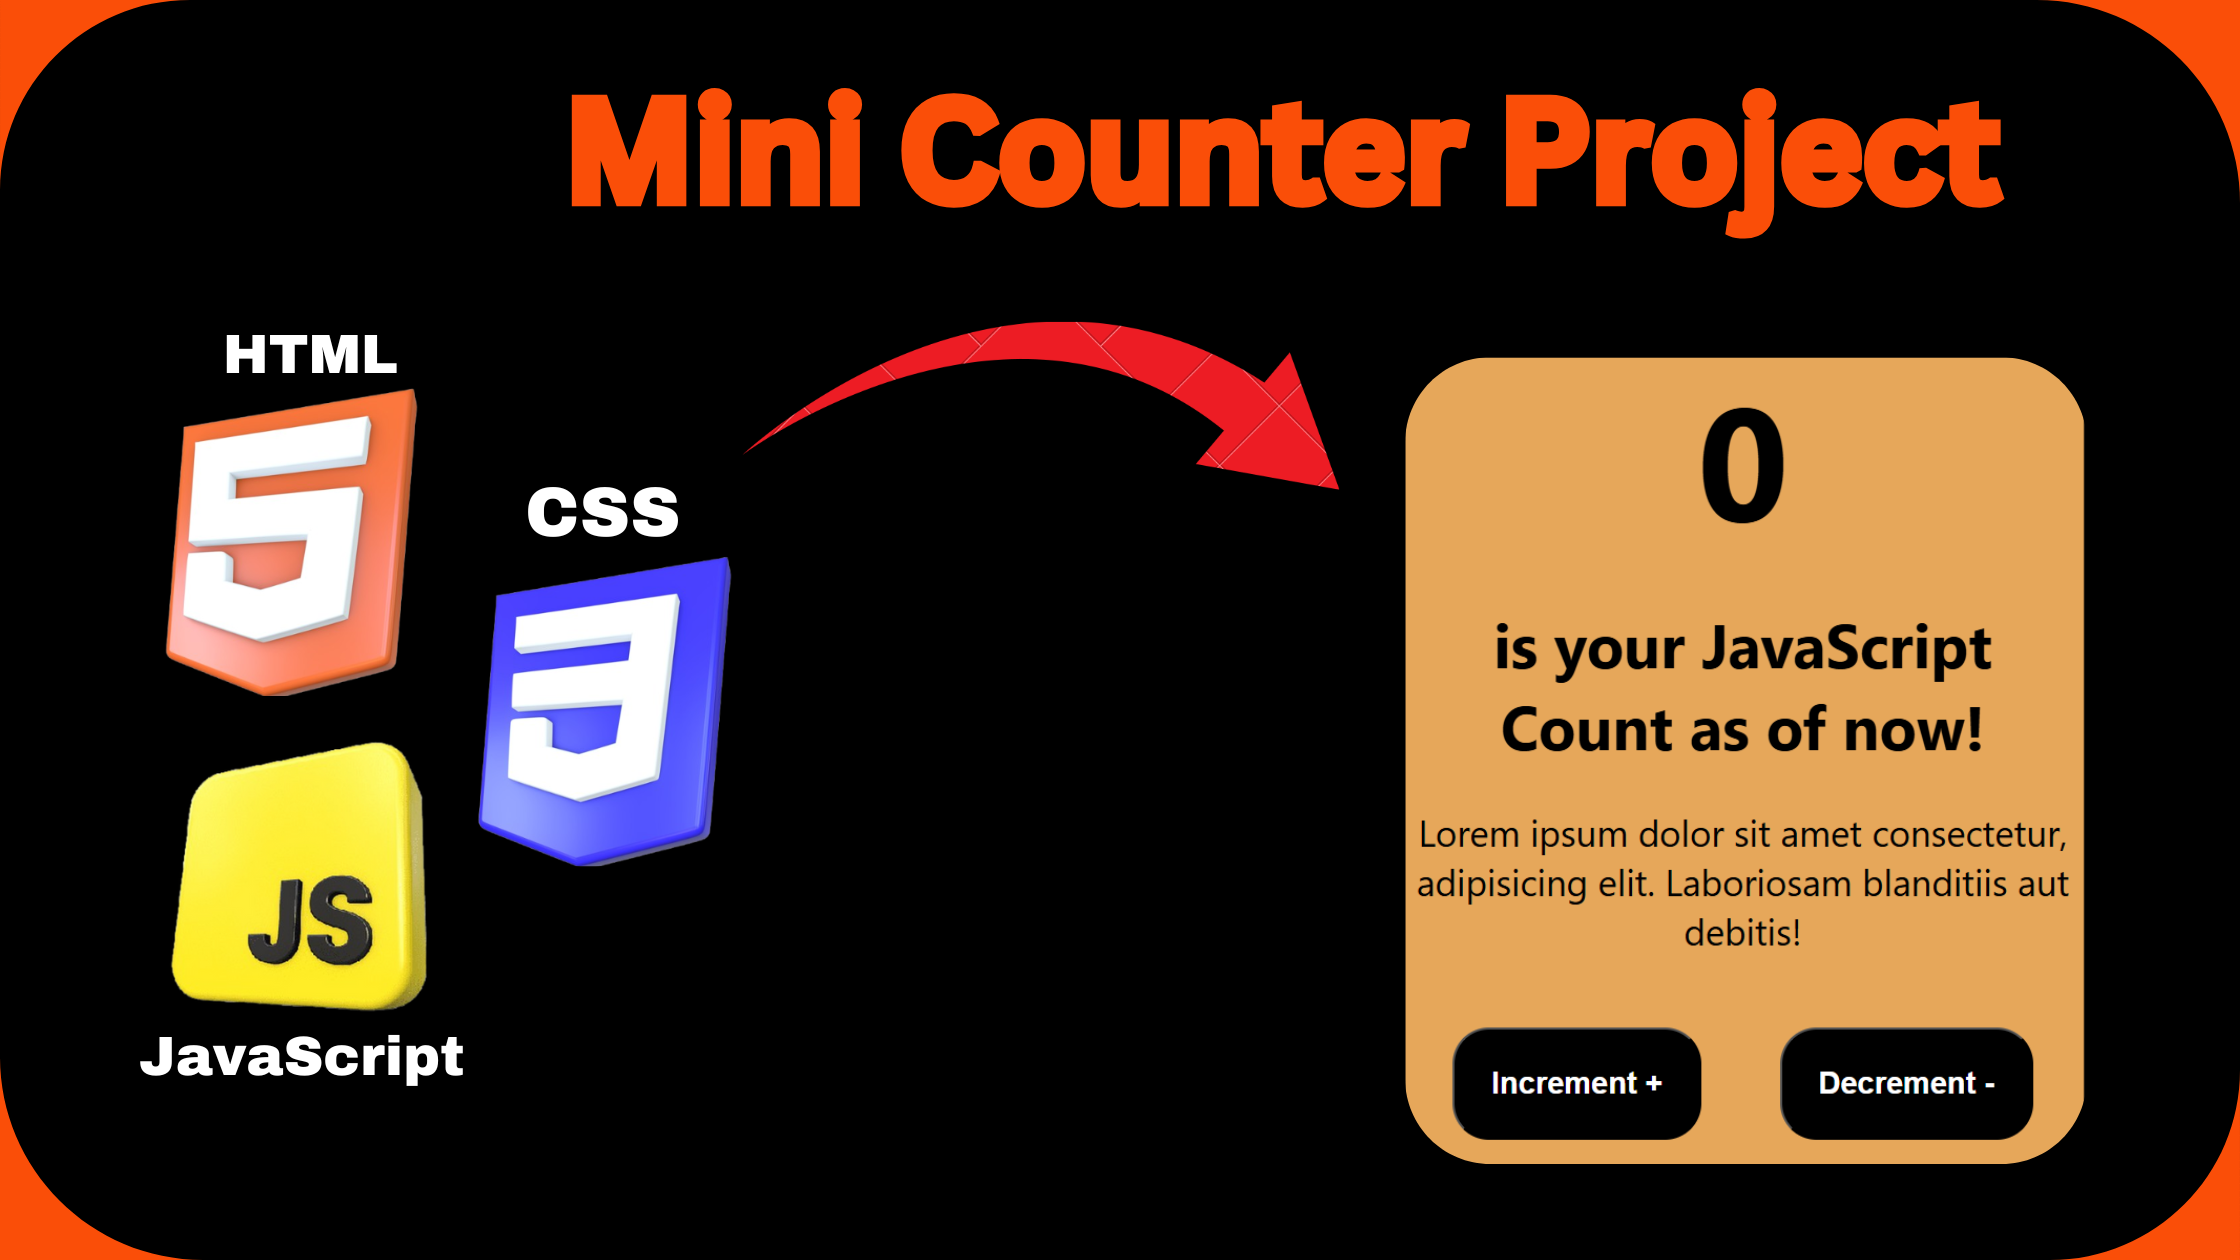 Mini Counter Project
HTML
5
CSS
3
JS
JavaScript
0
is your JavaScript
Count as of now!
Lorem ipsum dolor sit amet consectetur,
adipisicing elit. Laboriosam blanditiis aut
debitis!
Increment +
Decrement -